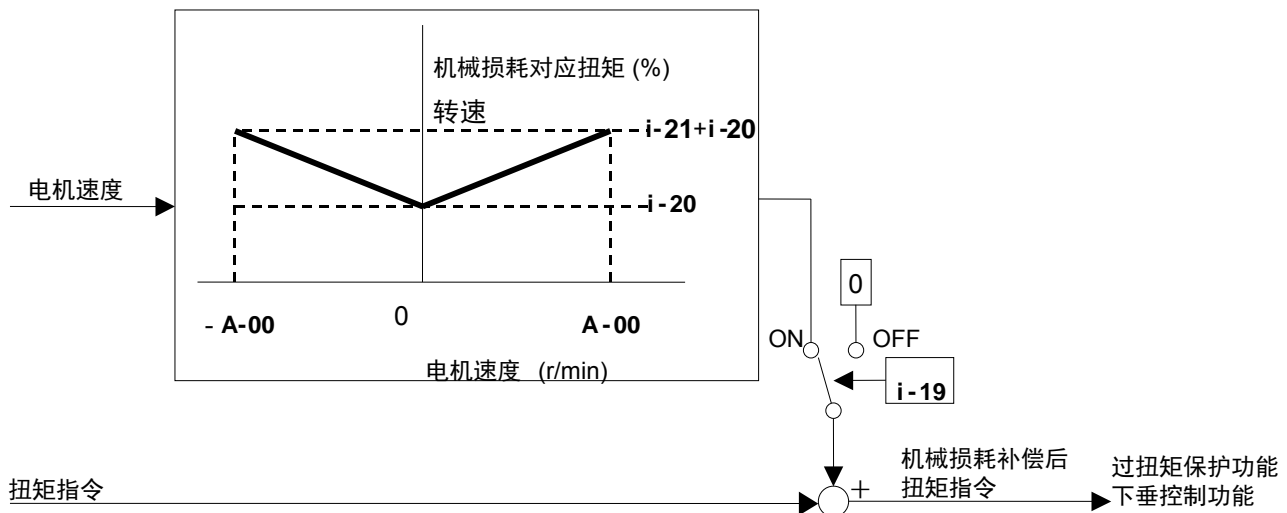 机械损耗对应扭矩 (%)
转速
i-21+i-20
电机速度
i-20
0
0
- A-00
A-00
ON
OFF
电机速度 (r/min)
i-19
机械损耗补偿后
扭矩指令
过扭矩保护功能
下垂控制功能
扭矩指令
+